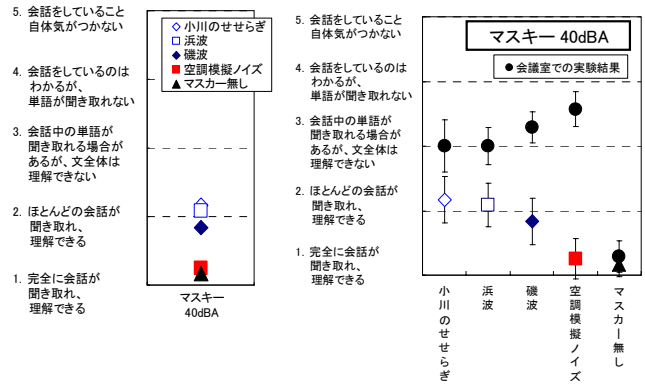 5. 会話をしていること
自体気がつかない
4. 会話をしているのは
わかるが、
単語が聞き取れない
3. 会話中の単語が
聞き取れる場合が
あるが、文全体は
理解できない
2. ほとんどの会話が
聞き取れ、
理解できる
1. 完全に会話が
聞き取れ、
理解できる
小川のせせらぎ
浜波
磯波
空調模擬ノイズ
マスカー無し
マスキー
40dBA
5. 会話をしていること
自体気がつかない
4. 会話をしているのは
わかるが、
単語が聞き取れない
3. 会話中の単語が
聞き取れる場合が
あるが、文全体は
理解できない
2. ほとんどの会話が
聞き取れ、
理解できる
1. 完全に会話が
聞き取れ、
理解できる
マスキー 40dBA
会議室での実験結果
小川のせせらぎ
浜波
磯波
空調模擬ノイズ
マスカー無し